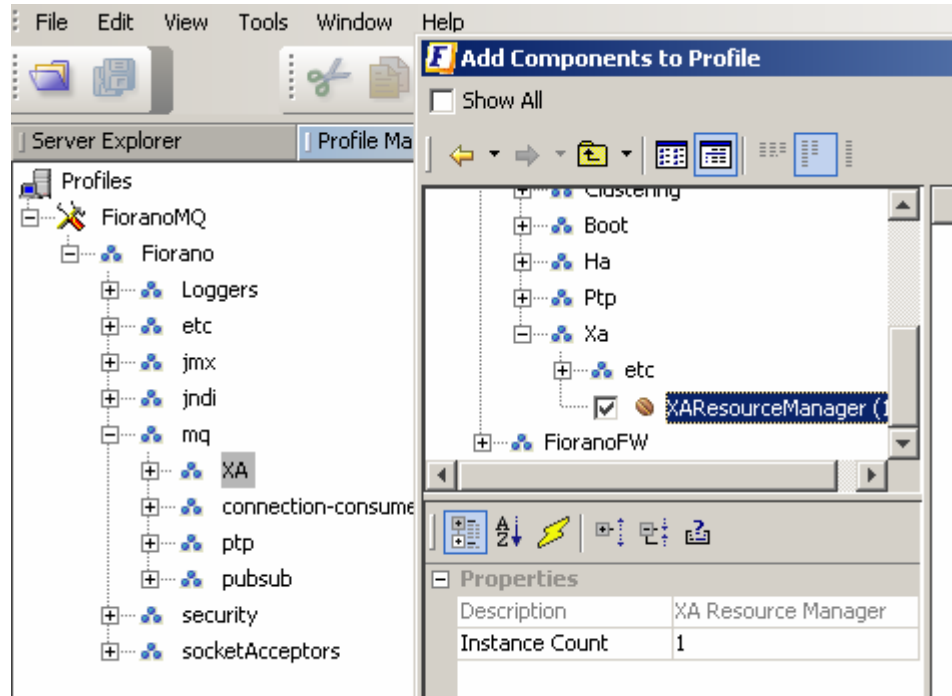 File Edit View Tools Window Help
Server Explorer
Profile Ma
Profiles
FioranoMQ
Fiorano
Loggers
etc
jmx
jndi
mq
XA
connection-consume
ptp
pubsub
security
socketAcceptors
Add Components to Profile
Show All
Clustering
Boot
Ha
Ptp
Xa
etc
XAResourceManager (1
FioranoFW
Properties
Description XA Resource Manager
Instance Count 1